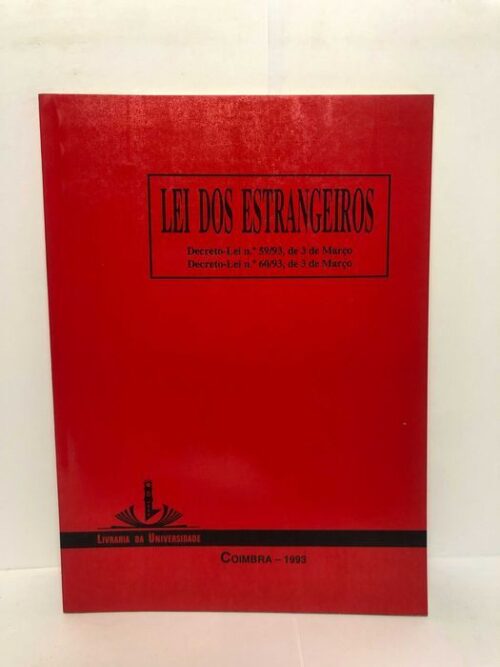 LEI DOS ESTRANGEIROS
Decreto-Lei n.º 59/93, de 3 de Março
Decreto-Lei n.º 60/93, de 3 de Março
LIVRARIA DA UNIVERSIDADE
COIMBRA – 1993